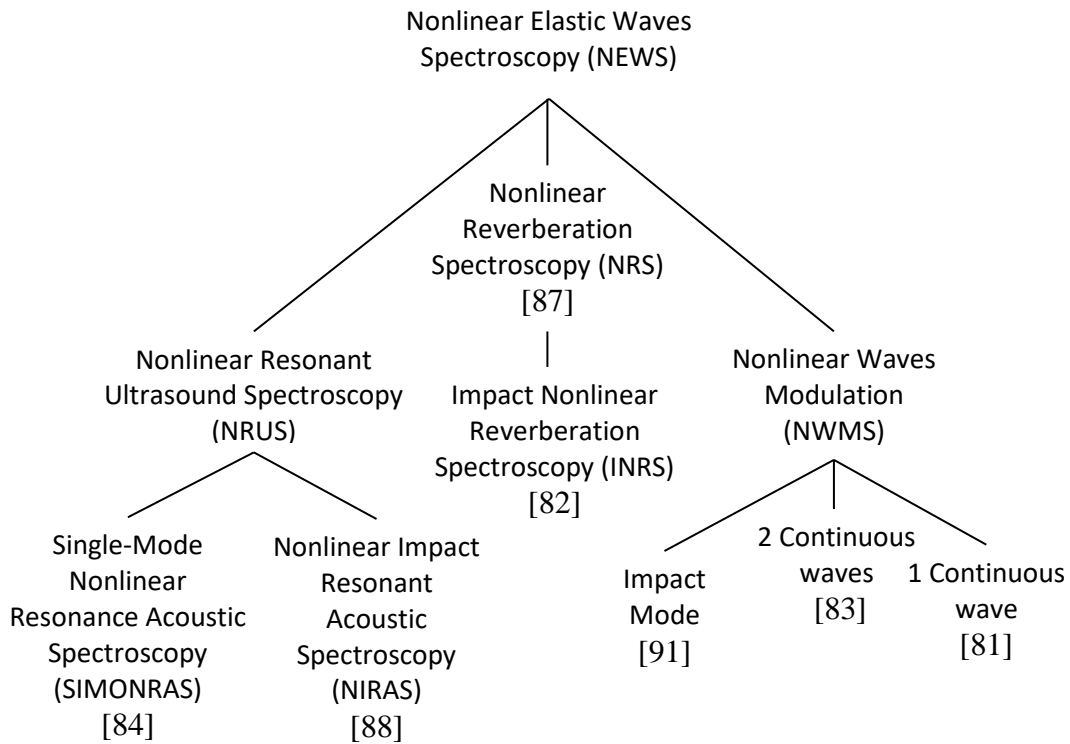 Nonlinear Elastic Waves
Spectroscopy (NEWS)
Nonlinear
Reverberation
Spectroscopy (NRS)
[87]
Nonlinear Resonant
Ultrasound Spectroscopy
(NRUS)
Impact Nonlinear
Reverberation
Spectroscopy (INRS)
[82]
Nonlinear Waves
Modulation
(NWMS)
Single-Mode
Nonlinear
Resonance Acoustic
Spectroscopy
(SIMONRAS)
[84]
Nonlinear Impact
Resonant
Acoustic
Spectroscopy
(NIRAS)
[88]
Impact
Mode
[91]
2 Continuous
waves
[83]
1 Continuous
wave
[81]